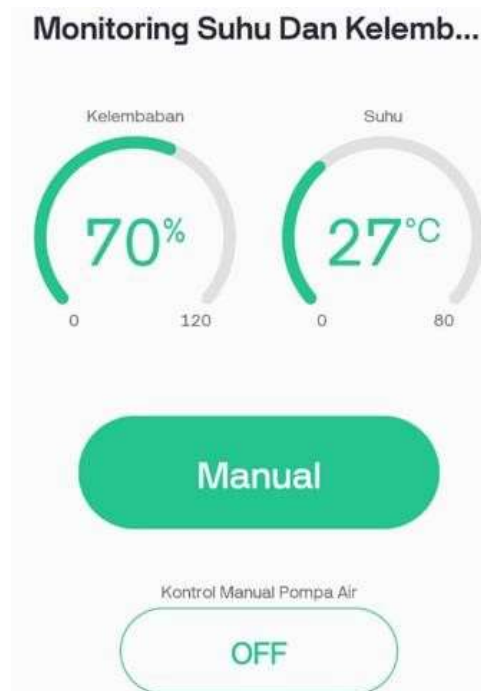 Monitoring Suhu Dan Kelemb...
Kelembaban Suhu
70% 27°C
0 120 0 80
Manual
Kontrol Manual Pompa Air
OFF